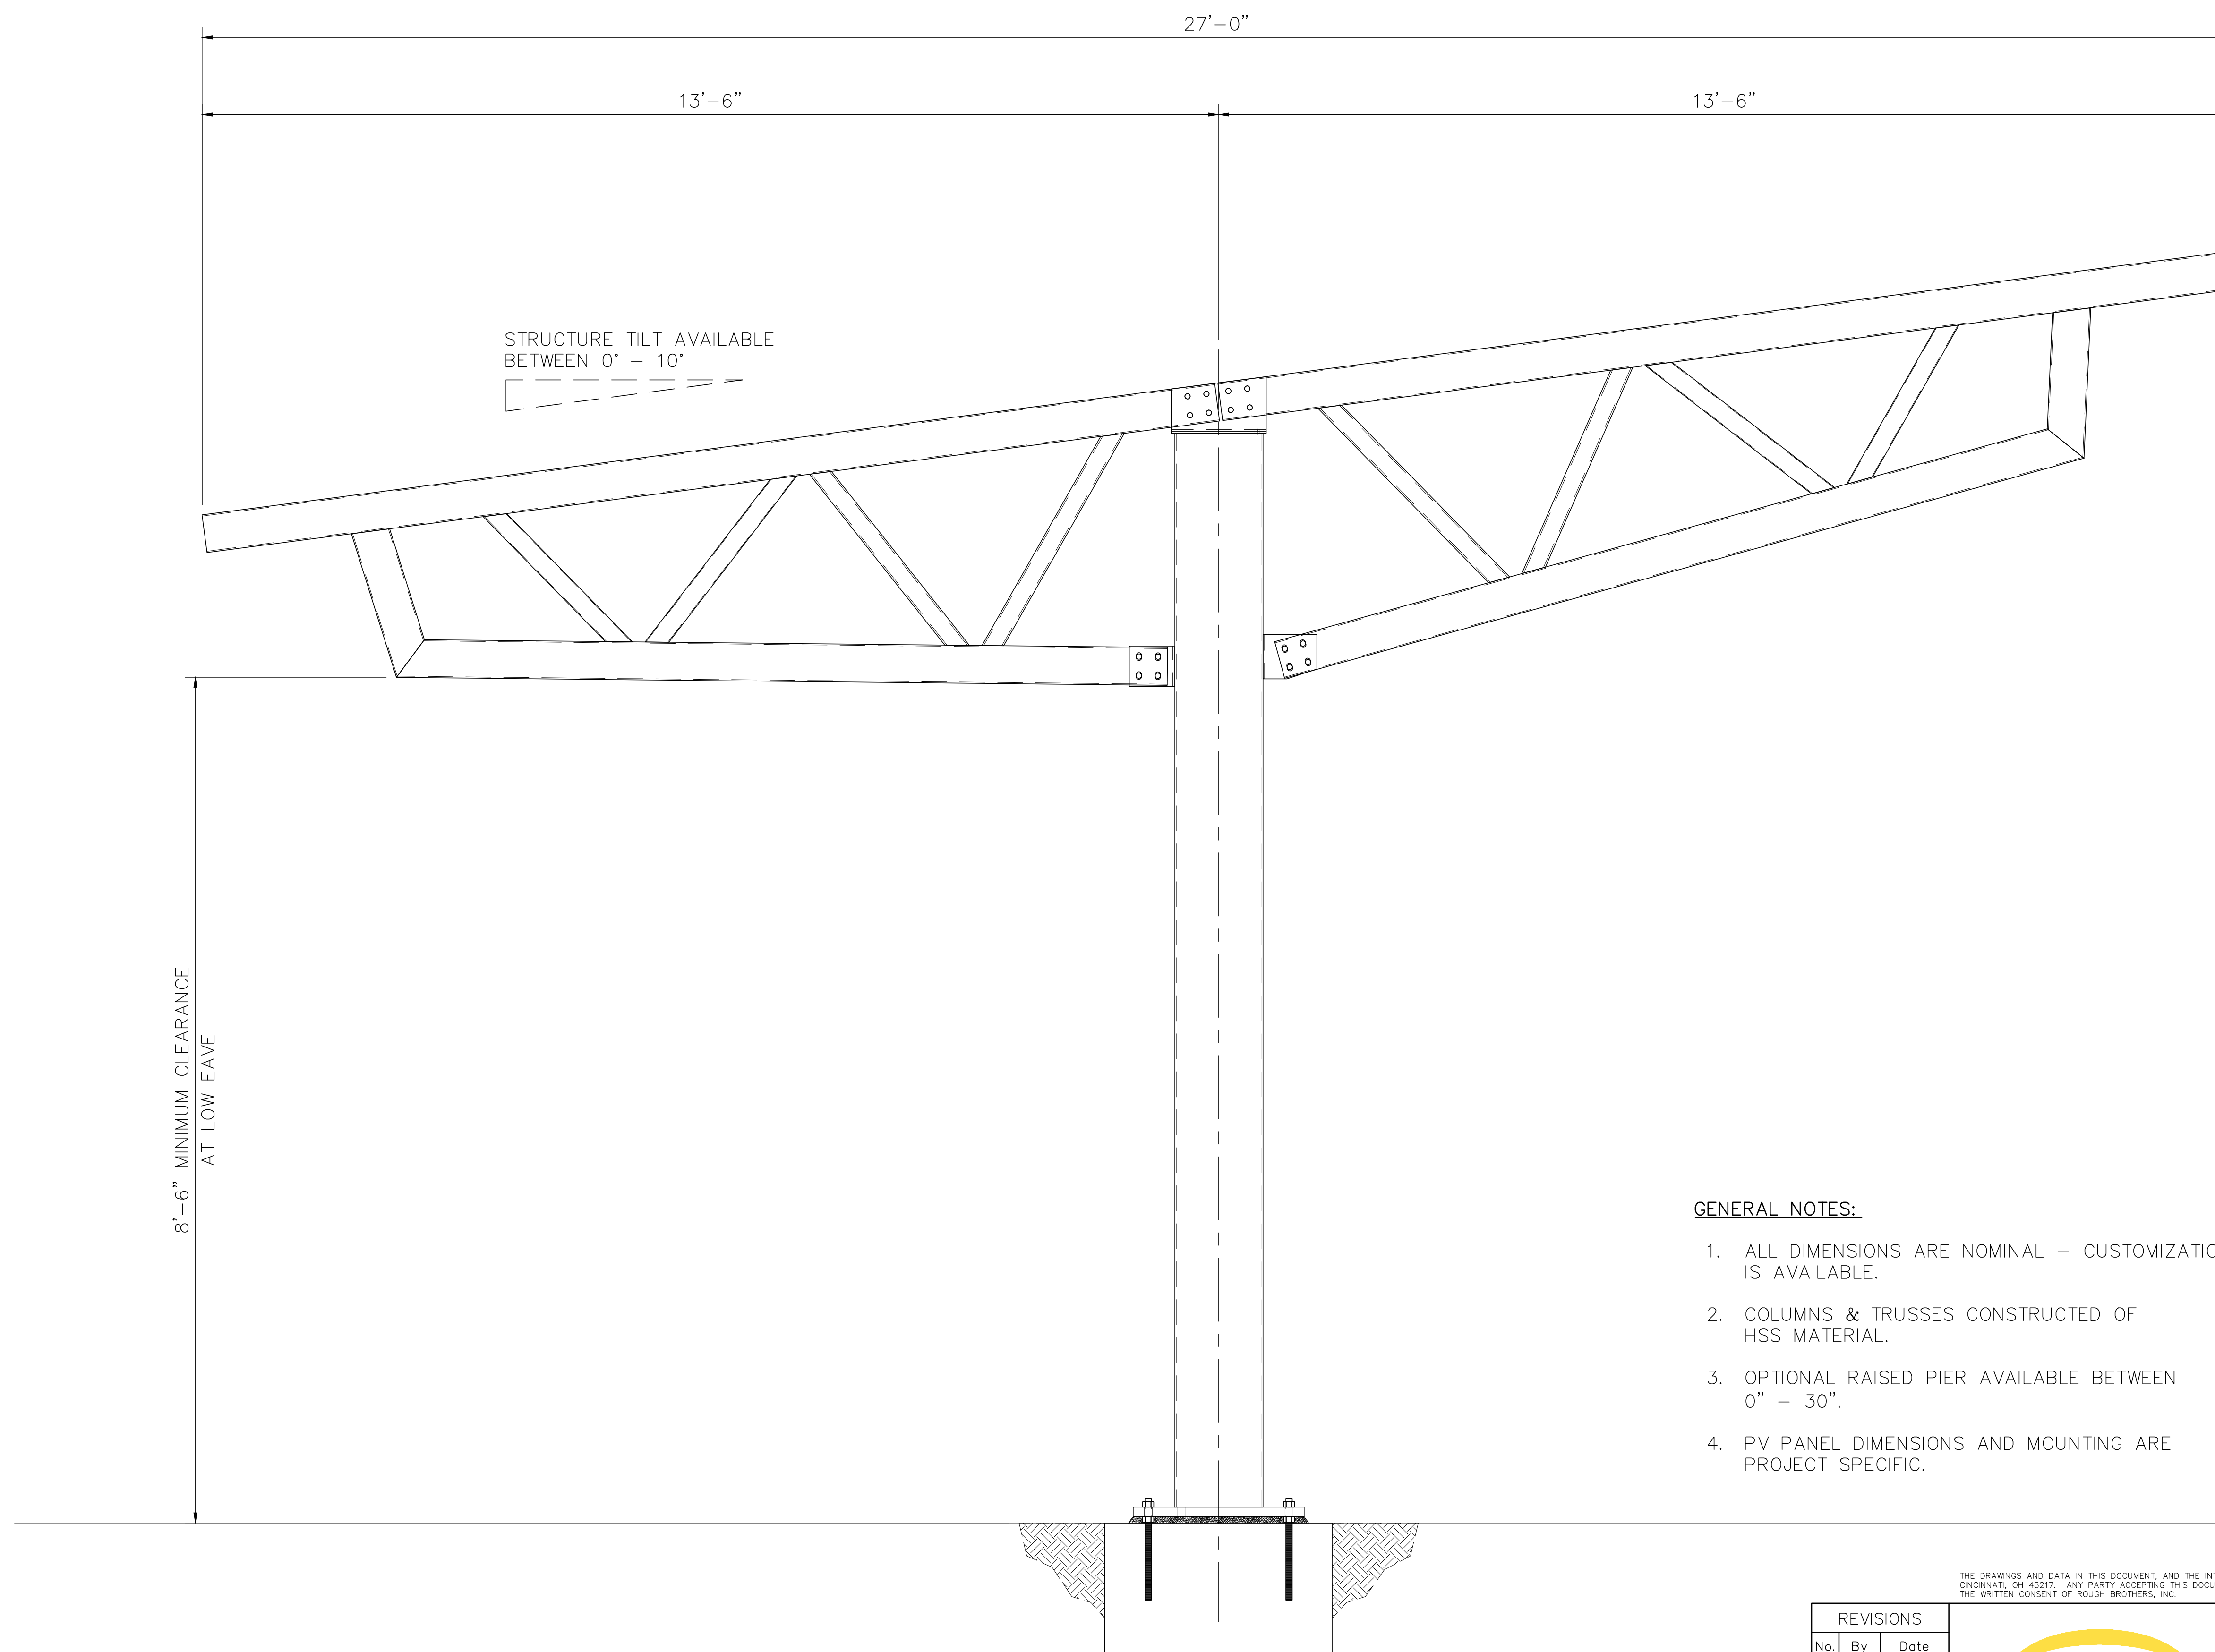 27'-0"
13'-6"
13'-6"
STRUCTURE TILT AVAILABLE
BETWEEN 0° - 10°
8'-6" MINIMUM CLEARANCE
AT LOW EAVE
GENERAL NOTES:
1. ALL DIMENSIONS ARE NOMINAL - CUSTOMIZATIO
IS AVAILABLE.
2. COLUMNS & TRUSSES CONSTRUCTED OF
HSS MATERIAL.
3. OPTIONAL RAISED PIER AVAILABLE BETWEEN
0" - 30".
4. PV PANEL DIMENSIONS AND MOUNTING ARE
PROJECT SPECIFIC.
THE DRAWINGS AND DATA IN THIS DOCUMENT, AND THE INT
CINCINNATI, OH 45217. ANY PARTY ACCEPTING THIS DOCU
THE WRITTEN CONSENT OF ROUGH BROTHERS, INC.
REVISIONS
No. By Date